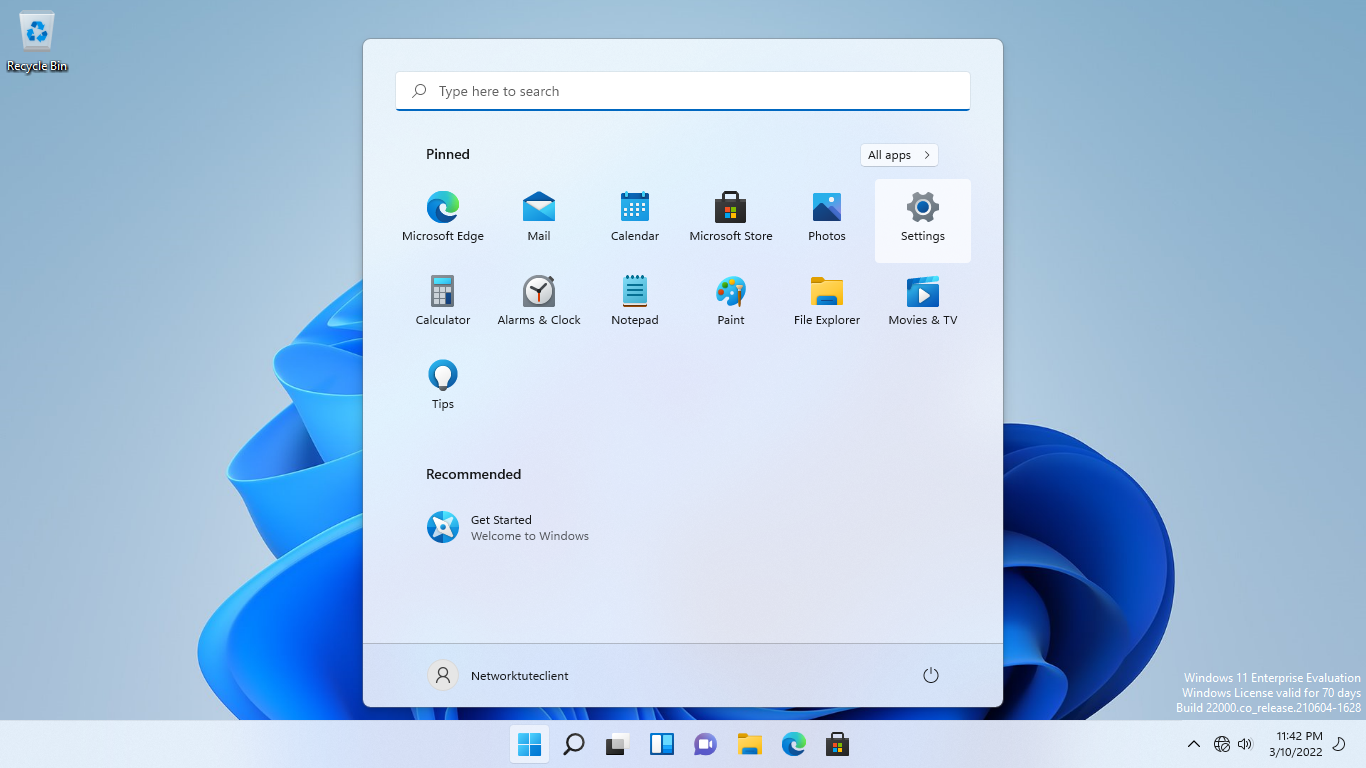 Recycle Bin
Type here to search
Pinned
All apps
Microsoft Edge
Mail
Calendar
Microsoft Store
Photos
Settings
Calculator
Alarms & Clock
Notepad
Paint
File Explorer
Movies & TV
Tips
Recommended
Get Started
Welcome to Windows
Networktuteclient
Windows 11 Enterprise Evaluation
Windows License valid for 70 days
Build 22000.co_release.210604-1628
11:42 PM
3/10/2022